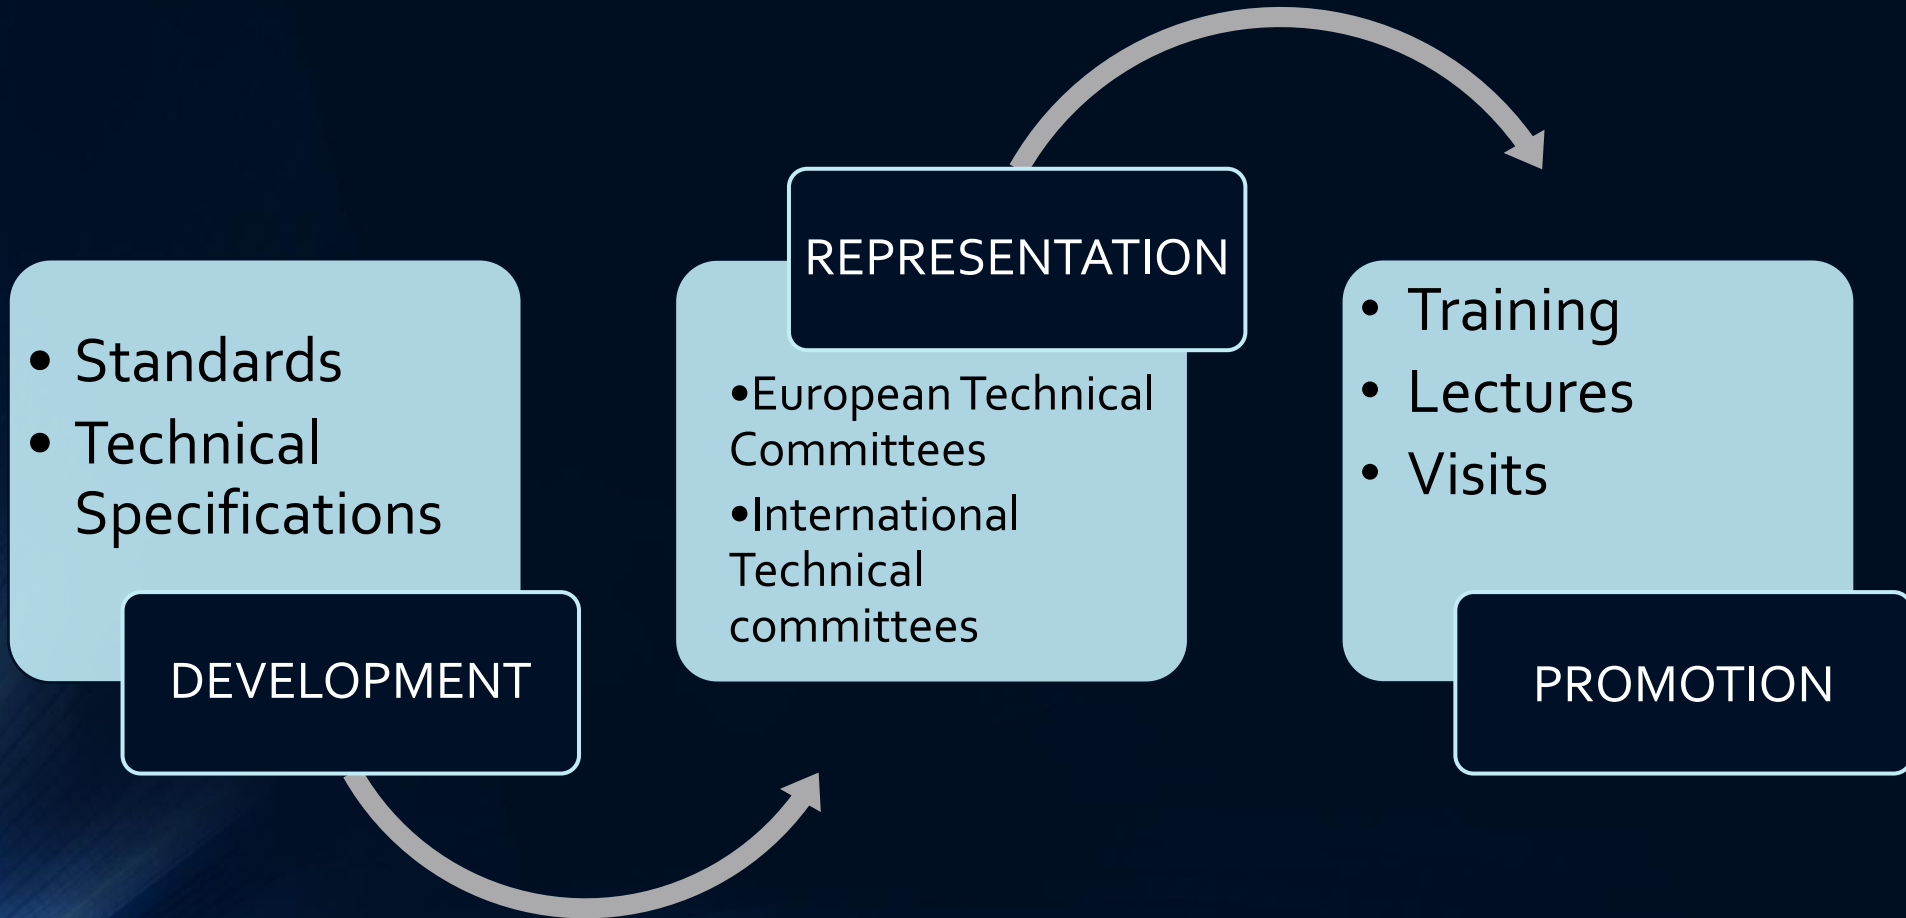 • Standards
• Technical
Specifications
DEVELOPMENT
REPRESENTATION
•European Technical
Committees
•International
Technical
committees
• Training
• Lectures
• Visits
PROMOTION